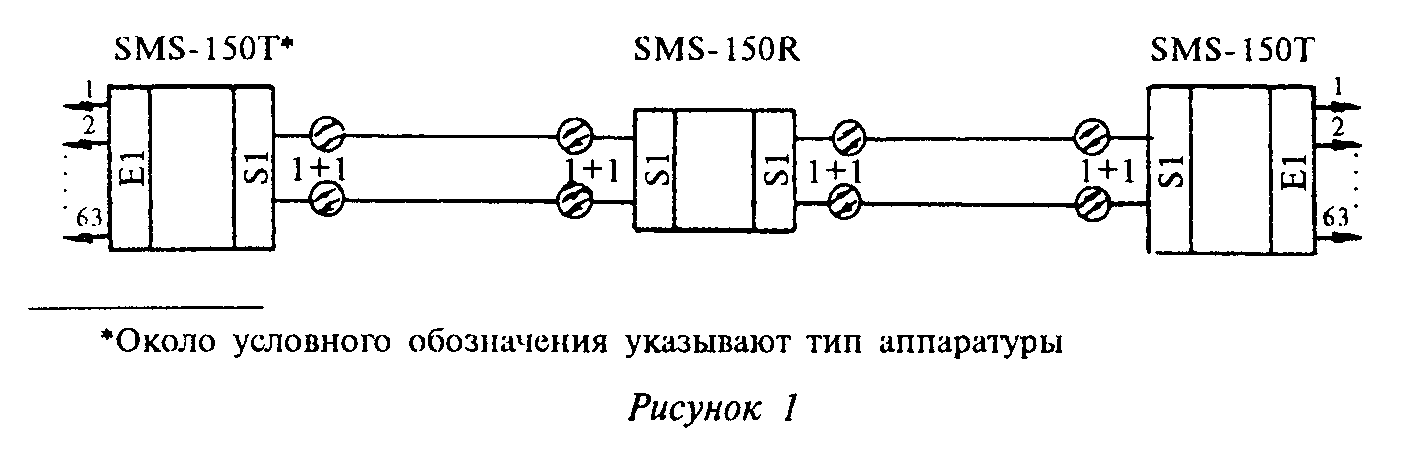 SMS-150T* SMS-150R SMS-150T
1 1
2 2
E1 S1 1+1 1+1 S1 S1 1+1 1+1 S1 E1
63 63
*Около условного обозначения указывают тип аппаратуры
Рисунок 1